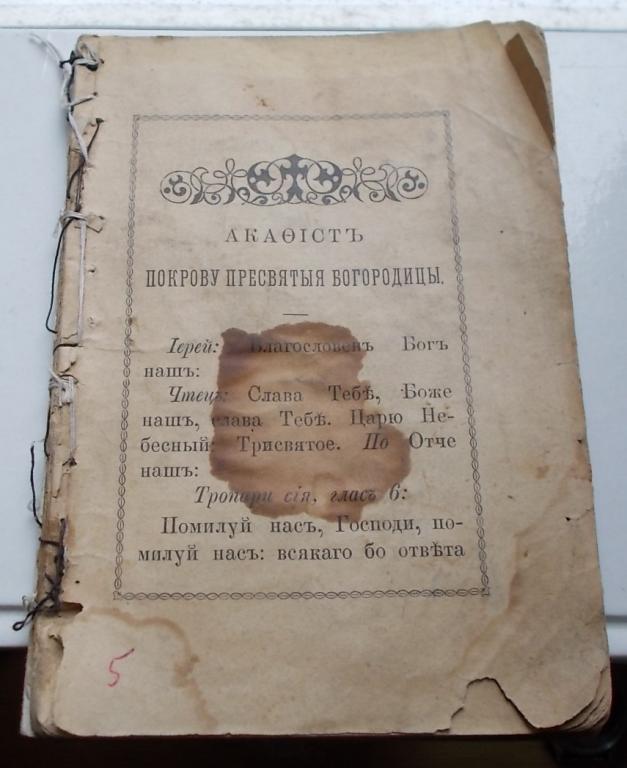 АКАѲІСТЪ
ПОКРОВУ ПРЕСВЯТЫЯ БОГОРОДИЦЫ.
Іерей: Благословенъ Богъ
нашъ:
Чтецъ: Слава Тебѣ, Боже
нашъ, слава Тебѣ. Царю Не-
бесный: Трисвятое. По Отче
нашъ:
Тропари сія, гласъ 6:
Помилуй насъ, Господи, по-
милуй насъ: всякаго бо отвѣта
5